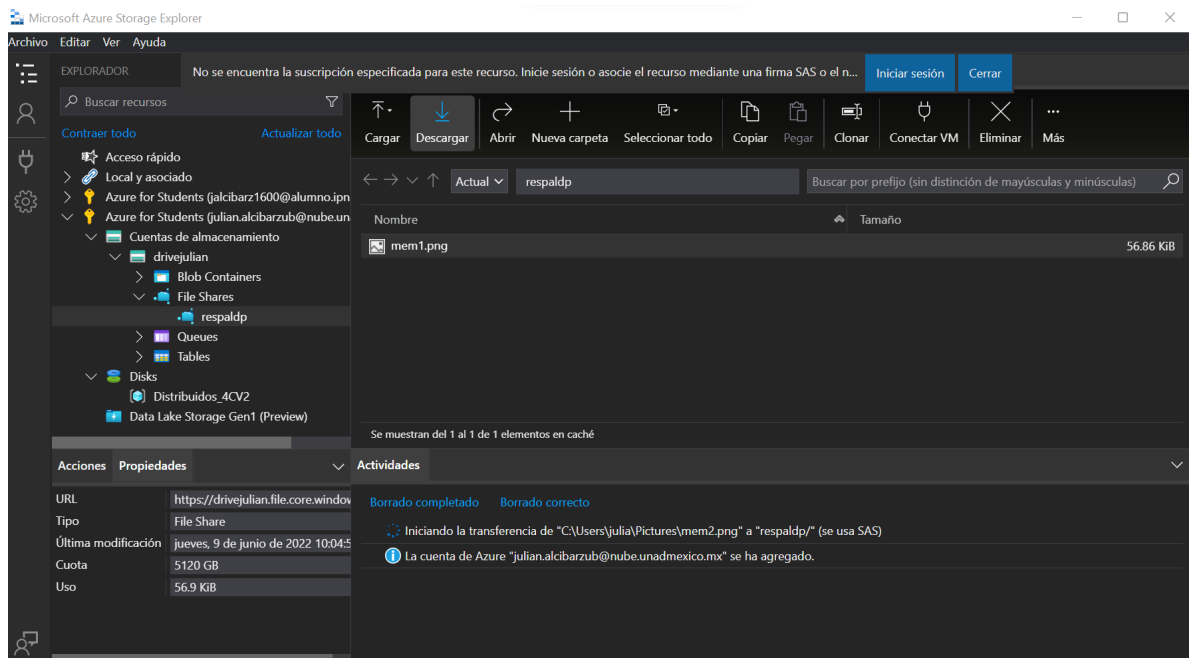 Microsoft Azure Storage Explorer
Archivo Editar Ver Ayuda
EXPLORADOR
No se encuentra la suscripción especificada para este recurso. Inicie sesión o asocie el recurso mediante una firma SAS o el n...
Iniciar sesión
Cerrar
Buscar recursos
Contraer todo
Actualizar todo
Acceso rápido
Local y asociado
Azure for Students (jalcibarz1600@alumno.ipn
Azure for Students (julian.alcibarzub@nube.un
Cuentas de almacenamiento
drivejulian
Blob Containers
File Shares
respaldp
Queues
Tables
Disks
Distribuidos_4CV2
Data Lake Storage Gen1 (Preview)
Cargar
Descargar
Abrir
Nueva carpeta
Seleccionar todo
Copiar
Pegar
Clonar
Conectar VM
Eliminar
Más
Actual
respaldp
Buscar por prefijo (sin distinción de mayúsculas y minúsculas)
Nombre
Tamaño
mem1.png
56.86 KiB
Se muestran del 1 al 1 de 1 elementos en caché
Acciones Propiedades
URL https://drivejulian.file.core.window
Tipo File Share
Última modificación jueves, 9 de junio de 2022 10:04:5
Cuota 5120 GB
Uso 56.9 KiB
Actividades
Borrado completado Borrado correcto
Iniciando la transferencia de "C:\Users\julia\Pictures\mem2.png" a "respaldp/" (se usa SAS)
La cuenta de Azure "julian.alcibarzub@nube.unadmexico.mx" se ha agregado.